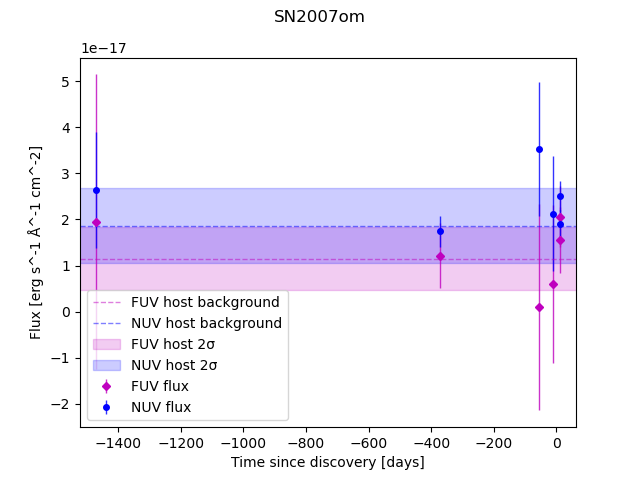 SN2007om
1e−17
Flux [erg s^-1 Å^-1 cm^-2]
5
4
3
2
1
0
−1
−2
FUV host background
NUV host background
FUV host 2σ
NUV host 2σ
FUV flux
NUV flux
−1400 −1200 −1000 −800 −600 −400 −200 0
Time since discovery [days]